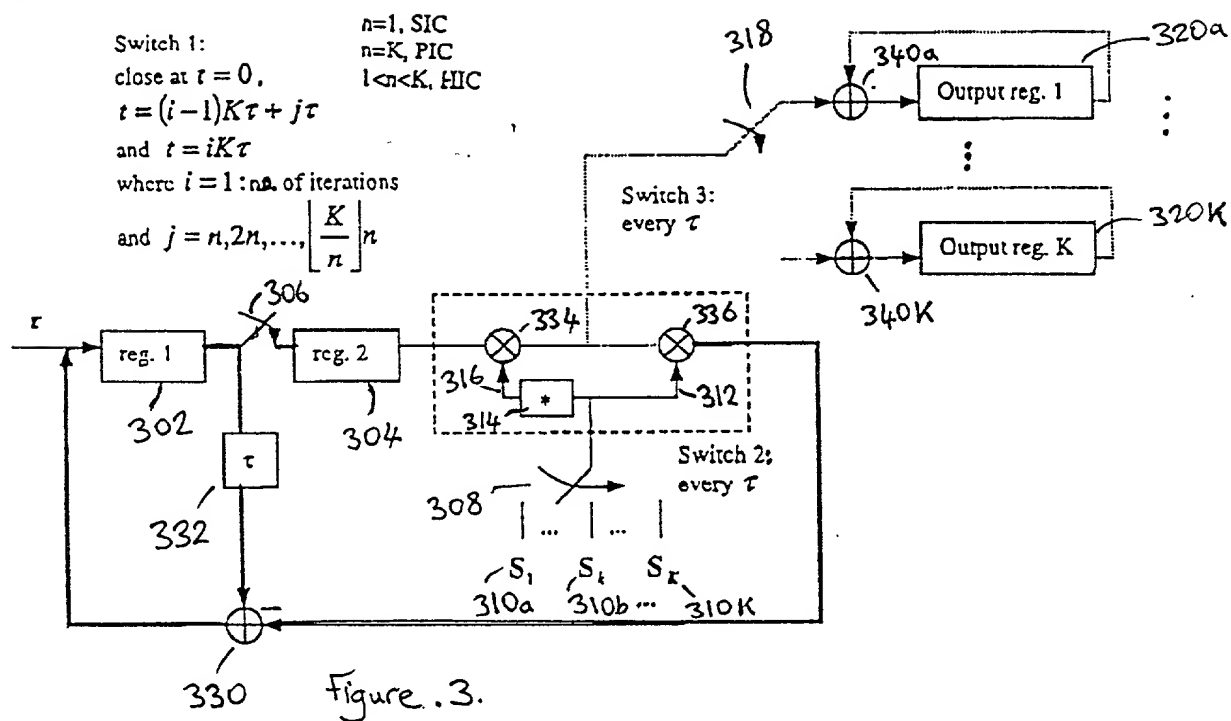 Switch 1:
close at t = 0,
t = (i−1)Kτ + jτ
and t = iKτ
where i = 1 : no. of iterations
and j = n, 2n, ..., ⌊K/n⌋n
n=1, SIC
n=K, PIC
1<n<K, HIC
318
340a
320a
Output reg. 1
Switch 3:
every τ
320K
Output reg. K
340K
306
τ
reg. 1
302
reg. 2
304
334
336
316
314
*
312
τ
332
Switch 2:
every τ
308
... ...
S₁ Sₖ S_K
310a 310b ... 310K
−
330
Figure . 3.